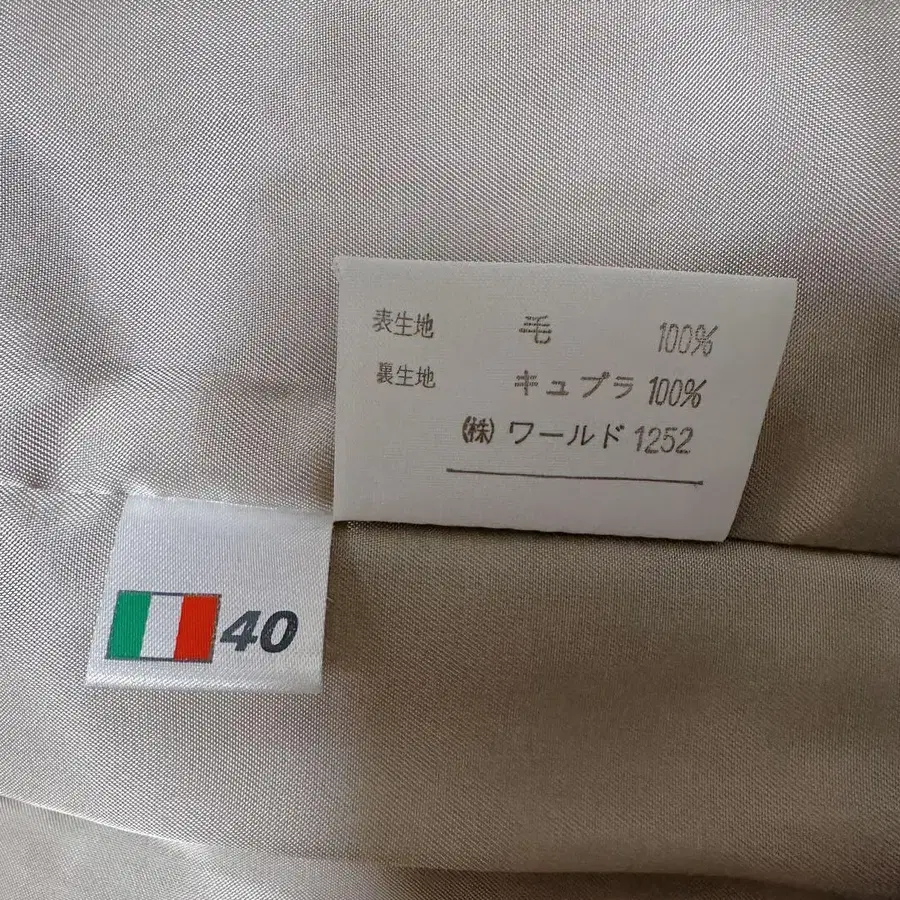 表生地 毛 100%
裏生地 キュプラ 100%
㈱ ワールド 1252
40